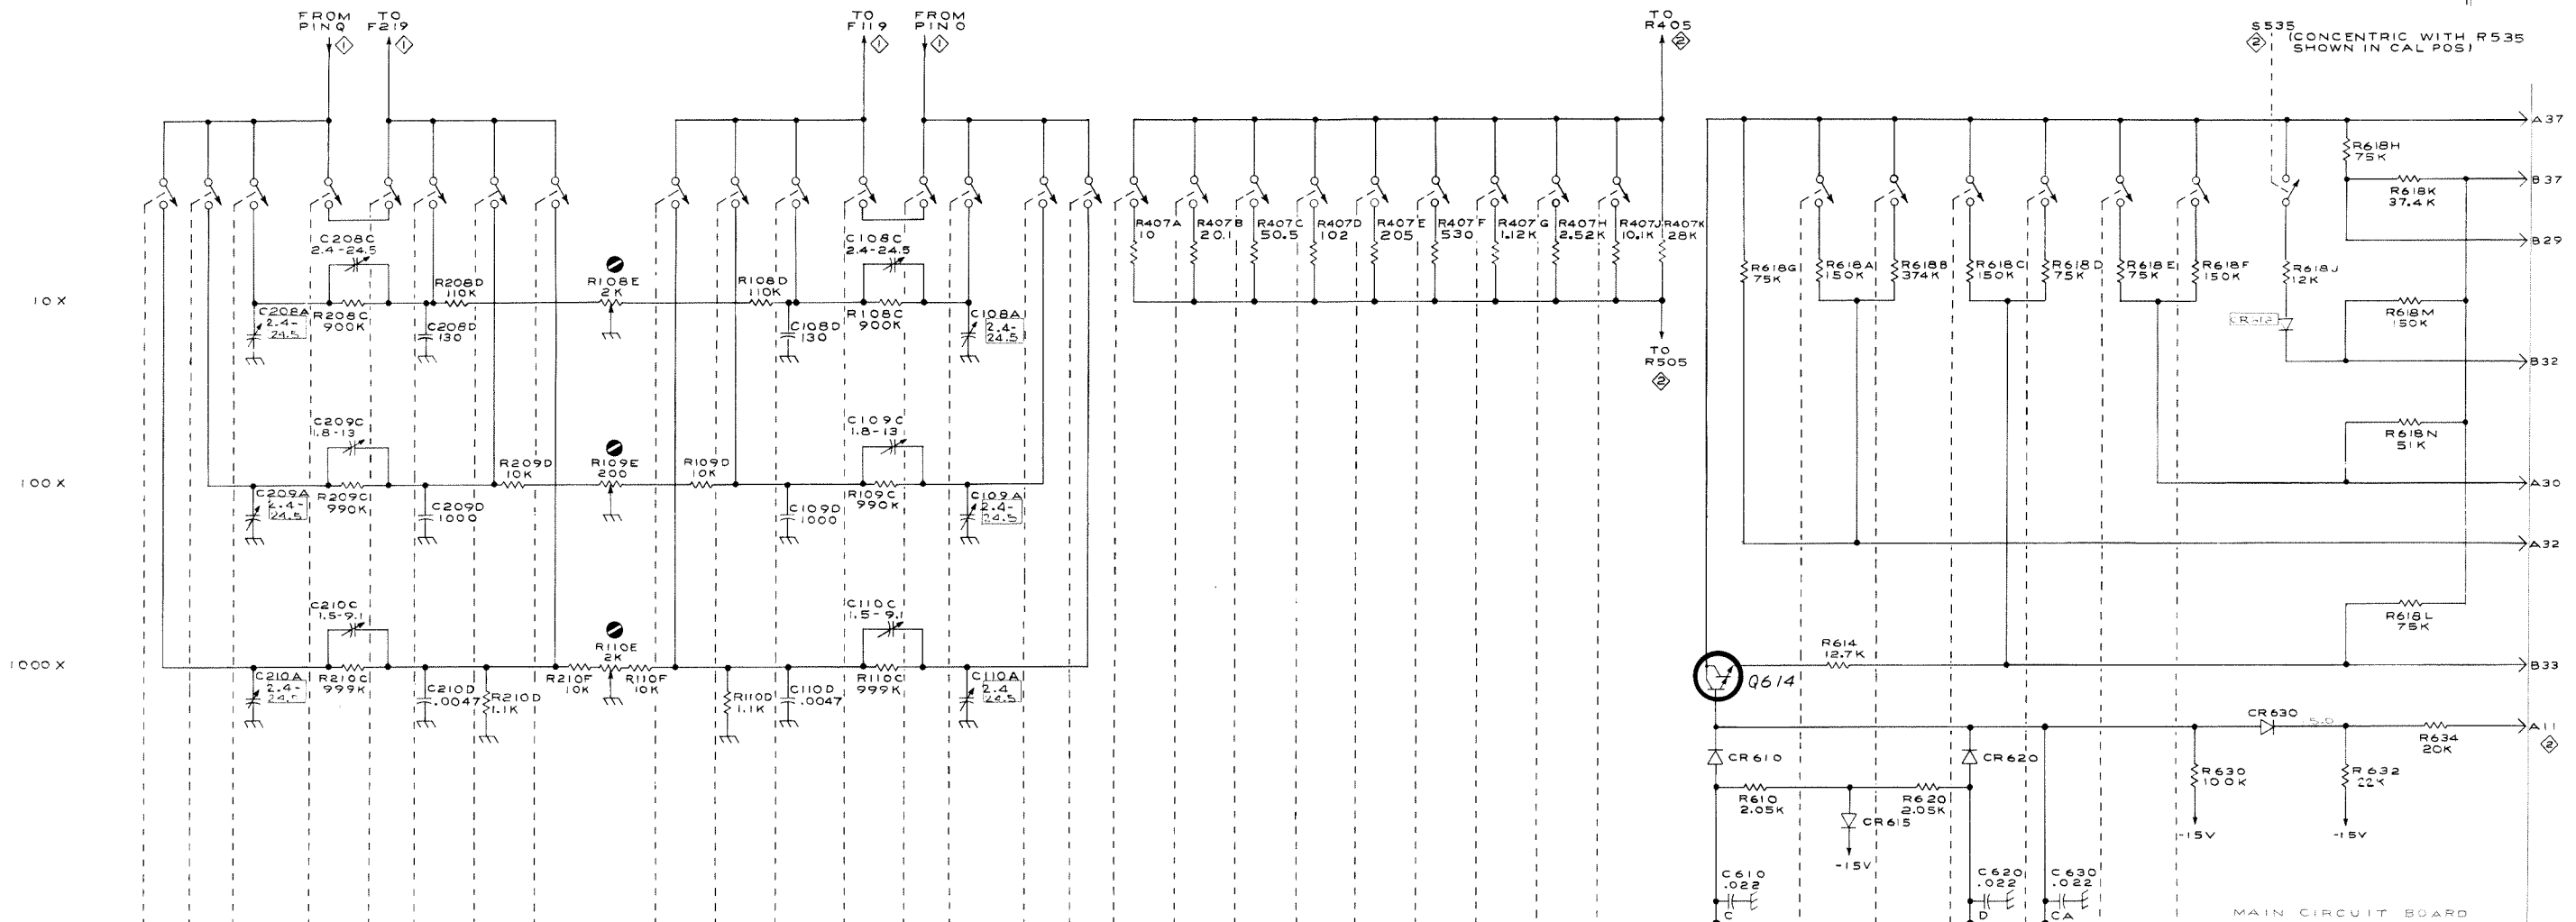 FROM
PIN Q
1
TO
F219
1
TO
F119
1
FROM
PIN O
1
TO
R405
2
S535
2
(CONCENTRIC WITH R535
SHOWN IN CAL POS)
A37
R618H
75K
B37
R618K
37.4K
B29
C208C
2.4-24.5
C108C
2.4-24.5
R407A
10
R407B
20.1
R407C
50.5
R407D
102
R407E
205
R407F
530
R407G
1.12K
R407H
2.52K
R407J
10.1K
R407K
28K
R618G
75K
R618A
150K
R618B
374K
R618C
150K
R618D
75K
R618E
75K
R618F
150K
R618J
12K
10X
C208A
2.4-
24.5
R208C
900K
C208D
130
R208D
110K
R108E
2K
R108D
110K
C108D
130
R108C
900K
C108A
2.4-
24.5
R618M
150K
B32
TO
R505
2
C209C
1.8-13
C109C
1.8-13
R618N
51K
100X
C209A
2.4-
24.5
R209C
990K
C209D
1000
R209D
10K
R109E
200
R109D
10K
C109D
1000
R109C
990K
C109A
2.4-
24.5
A30
A32
C210C
1.5-9.1
C110C
1.5-9.1
R618L
75K
1000X
C210A
2.4-
24.5
R210C
999K
C210D
.0047
R210D
1.1K
R210F
10K
R110E
2K
R110F
10K
R110D
1.1K
C110D
.0047
R110C
999K
C110A
2.4
24.5
R614
12.7K
B33
Q614
CR630
A11
2
R634
20K
CR610
CR620
R630
100K
R632
22K
R610
2.05K
R620
2.05K
CR615
-15V
-15V
-15V
C610
.022
C
C620
.022
D
C630
.022
CA
MAIN CIRCUIT BOARD